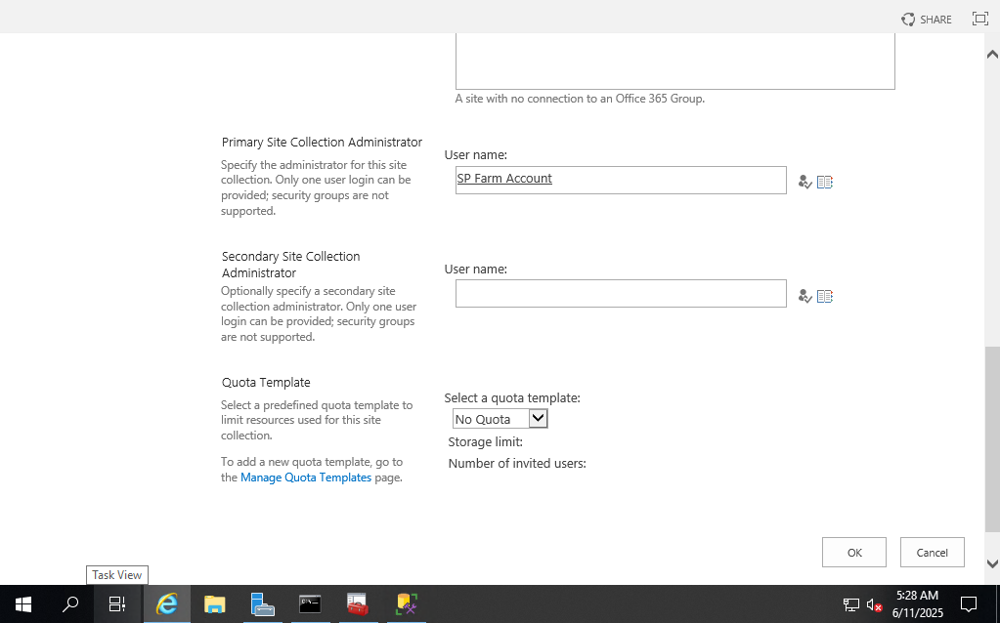 SHARE
A site with no connection to an Office 365 Group.
Primary Site Collection Administrator
Specify the administrator for this site
collection. Only one user login can be
provided; security groups are not
supported.
User name:
SP Farm Account
Secondary Site Collection
Administrator
Optionally specify a secondary site
collection administrator. Only one user
login can be provided; security groups
are not supported.
User name:
Quota Template
Select a predefined quota template to
limit resources used for this site
collection.
To add a new quota template, go to
the Manage Quota Templates page.
Select a quota template:
No Quota
Storage limit:
Number of invited users:
OK
Cancel
Task View
5:28 AM
6/11/2025